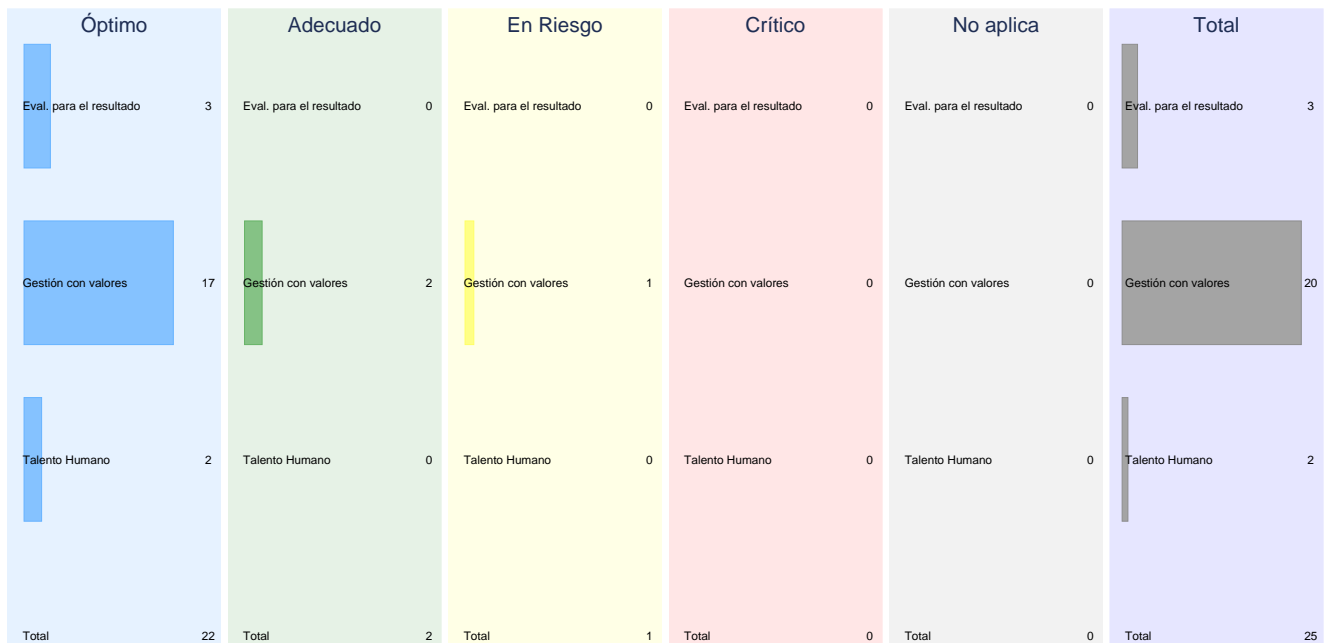 Óptimo Adecuado En Riesgo Crítico No aplica Total
Eval. para el resultado 3 Eval. para el resultado 0 Eval. para el resultado 0 Eval. para el resultado 0 Eval. para el resultado 0 Eval. para el resultado 3
Gestión con valores 17 Gestión con valores 2 Gestión con valores 1 Gestión con valores 0 Gestión con valores 0 Gestión con valores 20
Talento Humano 2 Talento Humano 0 Talento Humano 0 Talento Humano 0 Talento Humano 0 Talento Humano 2
Total 22 Total 2 Total 1 Total 0 Total 0 Total 25